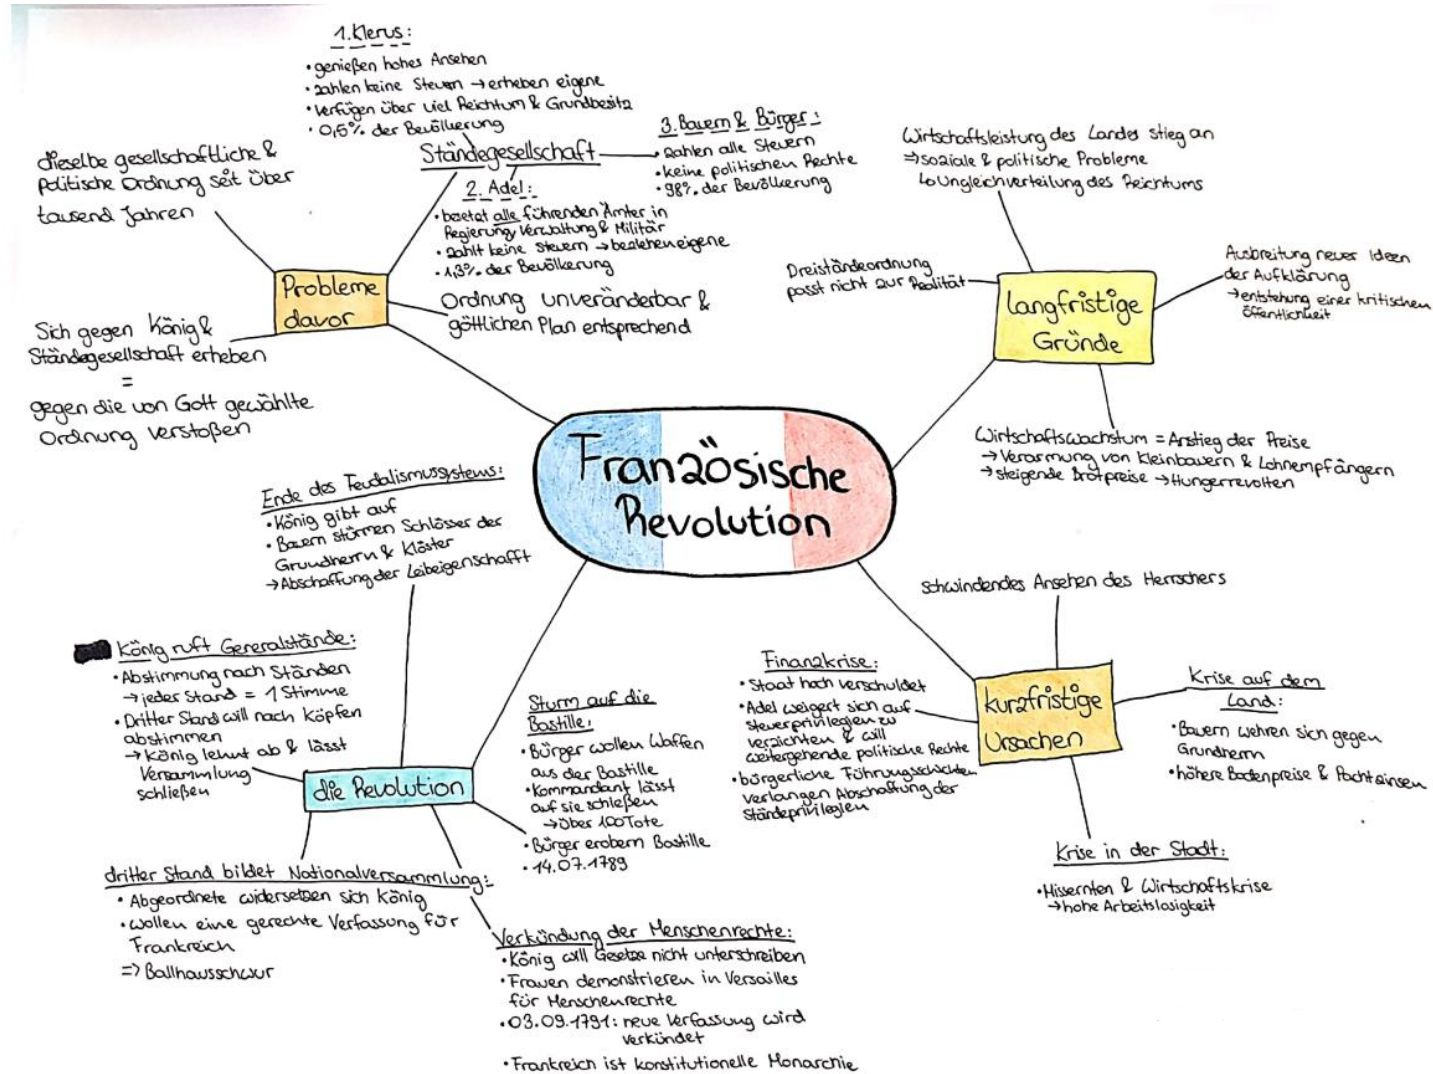 Französische
Revolution
Probleme
davor
dieselbe gesellschaftliche &
politische Ordnung seit über
tausend Jahren
Ständegesellschaft
1. Klerus:
• genießen hohes Ansehen
• zahlen keine Steuern → erheben eigene
• verfügen über viel Reichtum & Grundbesitz
• 0,5% der Bevölkerung
2. Adel:
• besetzt alle führenden Ämter in
Regierung, Verwaltung & Militär
• zahlt keine Steuern → beziehen eigene
• 1,3% der Bevölkerung
3. Bauern & Bürger:
• zahlen alle Steuern
• keine politischen Rechte
• 98% der Bevölkerung
Ordnung unveränderbar &
göttlichen Plan entsprechend
Sich gegen König &
Ständegesellschaft erheben
=
gegen die von Gott gewählte
Ordnung verstoßen
langfristige
Gründe
Wirtschaftsleistung des Landes stieg an
⇒ soziale & politische Probleme
↳ Ungleichverteilung des Reichtums
Dreiständeordnung
passt nicht zur Realität
Ausbreitung neuer Ideen
der Aufklärung
→ entstehung einer kritischen
Öffentlichkeit
Wirtschaftswachstum = Anstieg der Preise
→ Verarmung von Kleinbauern & Lohnempfängern
→ steigende Brotpreise → Hungerrevolten
kurzfristige
Ursachen
schwindendes Ansehen des Herrschers
Finanzkrise:
• Staat hoch verschuldet
• Adel weigert sich auf
steuerprivilegien zu
verzichten & will
weitergehende politische Rechte
• bürgerliche Führungsschichten
verlangen Abschaffung der
Ständeprivilegien
Krise auf dem
Land:
• Bauern wehren sich gegen
Grundherrn
• höhere Bodenpreise & Pachtzinsen
Krise in der Stadt:
• Missernten & Wirtschaftskrise
→ hohe Arbeitslosigkeit
die Revolution
Ende des Feudalismussystems:
• König gibt auf
• Bauern stürmen Schlösser der
Grundherrn & Klöster
→ Abschaffung der Leibeigenschafft
König ruft Generalstände:
• Abstimmung nach Ständen
→ jeder Stand = 1 Stimme
• Dritter Stand will nach Köpfen
abstimmen
→ König lehnt ab & lässt
Versammlung
schließen
dritter Stand bildet Nationalversammlung:
• Abgeordnete widersetzen sich König
• wollen eine gerechte Verfassung für
Frankreich
=> Ballhausschwur
Sturm auf die
Bastille:
• Bürger wollen Waffen
aus der Bastille
• Kommandant lässt
auf sie schießen
→ über 100 Tote
• Bürger erobern Bastille
• 14.07.1789
Verkündung der Menschenrechte:
• König will Gesetze nicht unterschreiben
• Frauen demonstrieren in Versailles
für Menschenrechte
• 03.09.1791: neue Verfassung wird
verkündet
• Frankreich ist konstitutionelle Monarchie